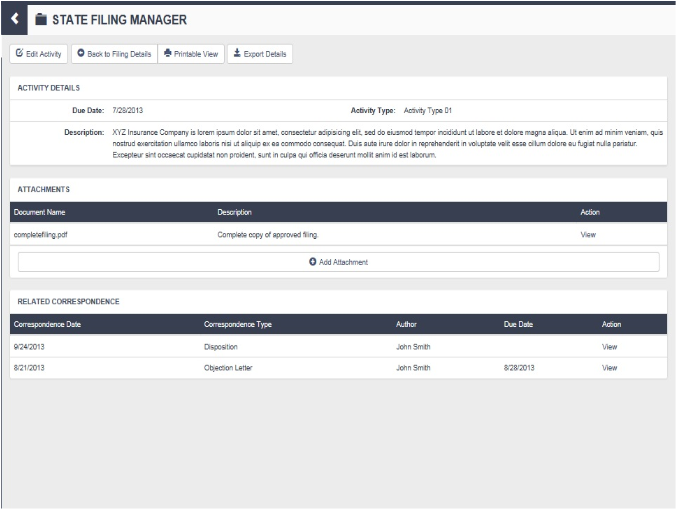 STATE FILING MANAGER
Edit Activity
Back to Filing Details
Printable View
Export Details
ACTIVITY DETAILS
Due Date: 7/28/2013 Activity Type: Activity Type 01
Description: XYZ Insurance Company is lorem ipsum dolor sit amet, consectetur adipisicing elit, sed do eiusmod tempor incididunt ut labore et dolore magna aliqua. Ut enim ad minim veniam, quis
nostrud exercitation ullamco laboris nisi ut aliquip ex ea commodo consequat. Duis aute irure dolor in reprehenderit in voluptate velit esse cillum dolore eu fugiat nulla pariatur.
Excepteur sint occaecat cupidatat non proident, sunt in culpa qui officia deserunt mollit anim id est laborum.
ATTACHMENTS
Document Name Description Action
completefiling.pdf Complete copy of approved filing. View
Add Attachment
RELATED CORRESPONDENCE
Correspondence Date Correspondence Type Author Due Date Action
9/24/2013 Disposition John Smith View
8/21/2013 Objection Letter John Smith 8/28/2013 View